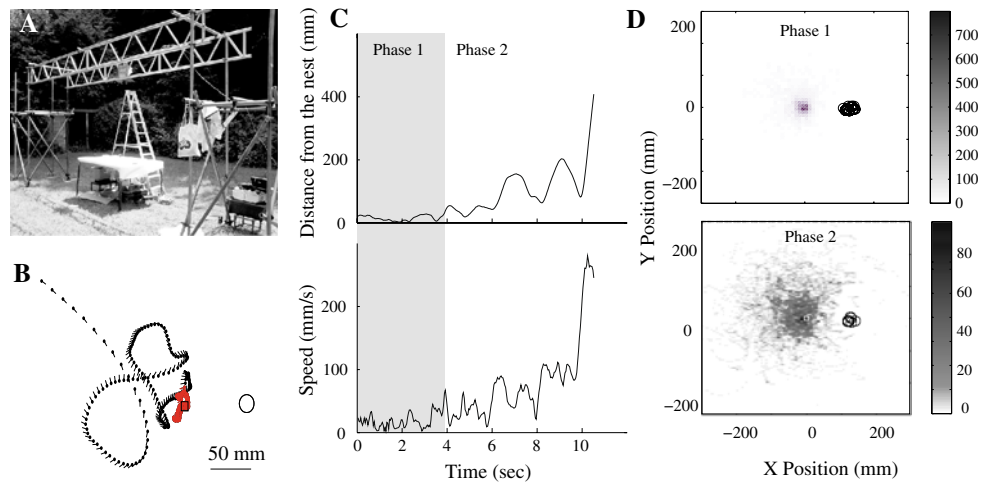 A
B
50 mm
C
Distance from the nest (mm)
Phase 1 Phase 2
400
200
0
Speed (mm/s)
200
100
0
0 2 4 6 8 10
Time (sec)
D
Y Position (mm)
Phase 1
200
0
−200
700
600
500
400
300
200
100
0
Phase 2
200
0
−200
−200 0 200
80
60
40
20
0
X Position (mm)